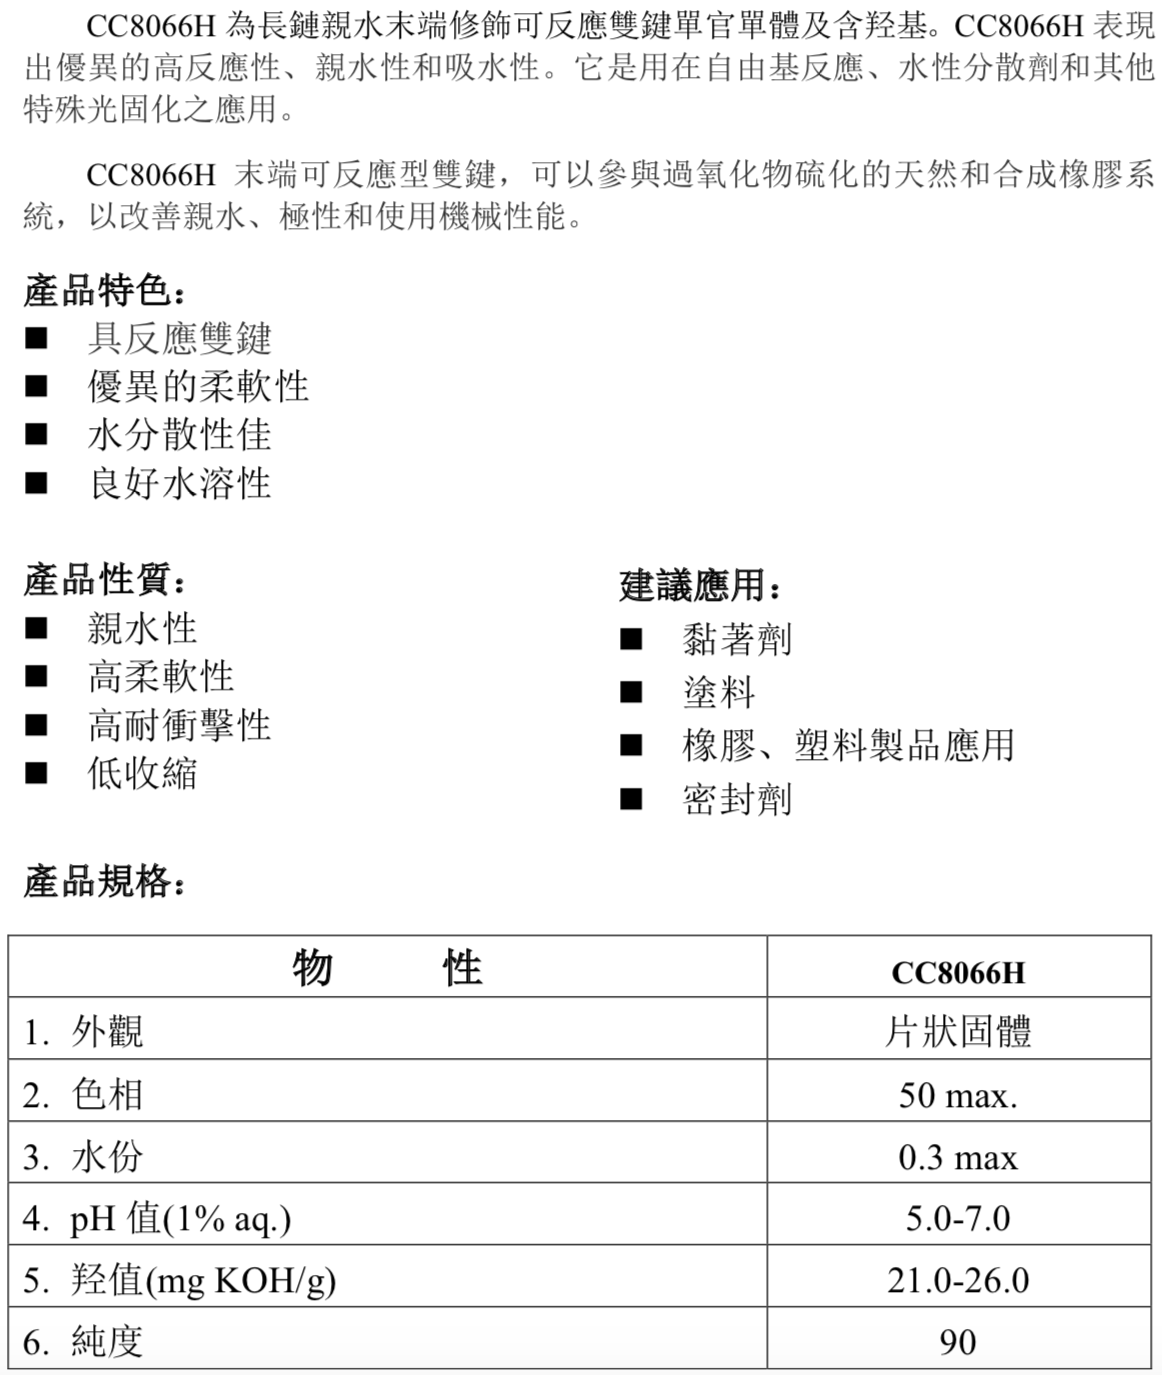 CC8066H 為長鏈親水末端修飾可反應雙鍵單官單體及含羟基。CC8066H 表現
出優異的高反應性、親水性和吸水性。它是用在自由基反應、水性分散劑和其他
特殊光固化之應用。
CC8066H 末端可反應型雙鍵，可以參與過氧化物硫化的天然和合成橡膠系
統，以改善親水、極性和使用機械性能。
產品特色：
■ 具反應雙鍵
■ 優異的柔軟性
■ 水分散性佳
■ 良好水溶性
產品性質：
■ 親水性
■ 高柔軟性
■ 高耐衝擊性
■ 低收縮
建議應用：
■ 黏著劑
■ 塗料
■ 橡膠、塑料製品應用
■ 密封劑
產品規格：
物 性 CC8066H
1. 外觀 片狀固體
2. 色相 50 max.
3. 水份 0.3 max
4. pH 值(1% aq.) 5.0-7.0
5. 羟值(mg KOH/g) 21.0-26.0
6. 純度 90